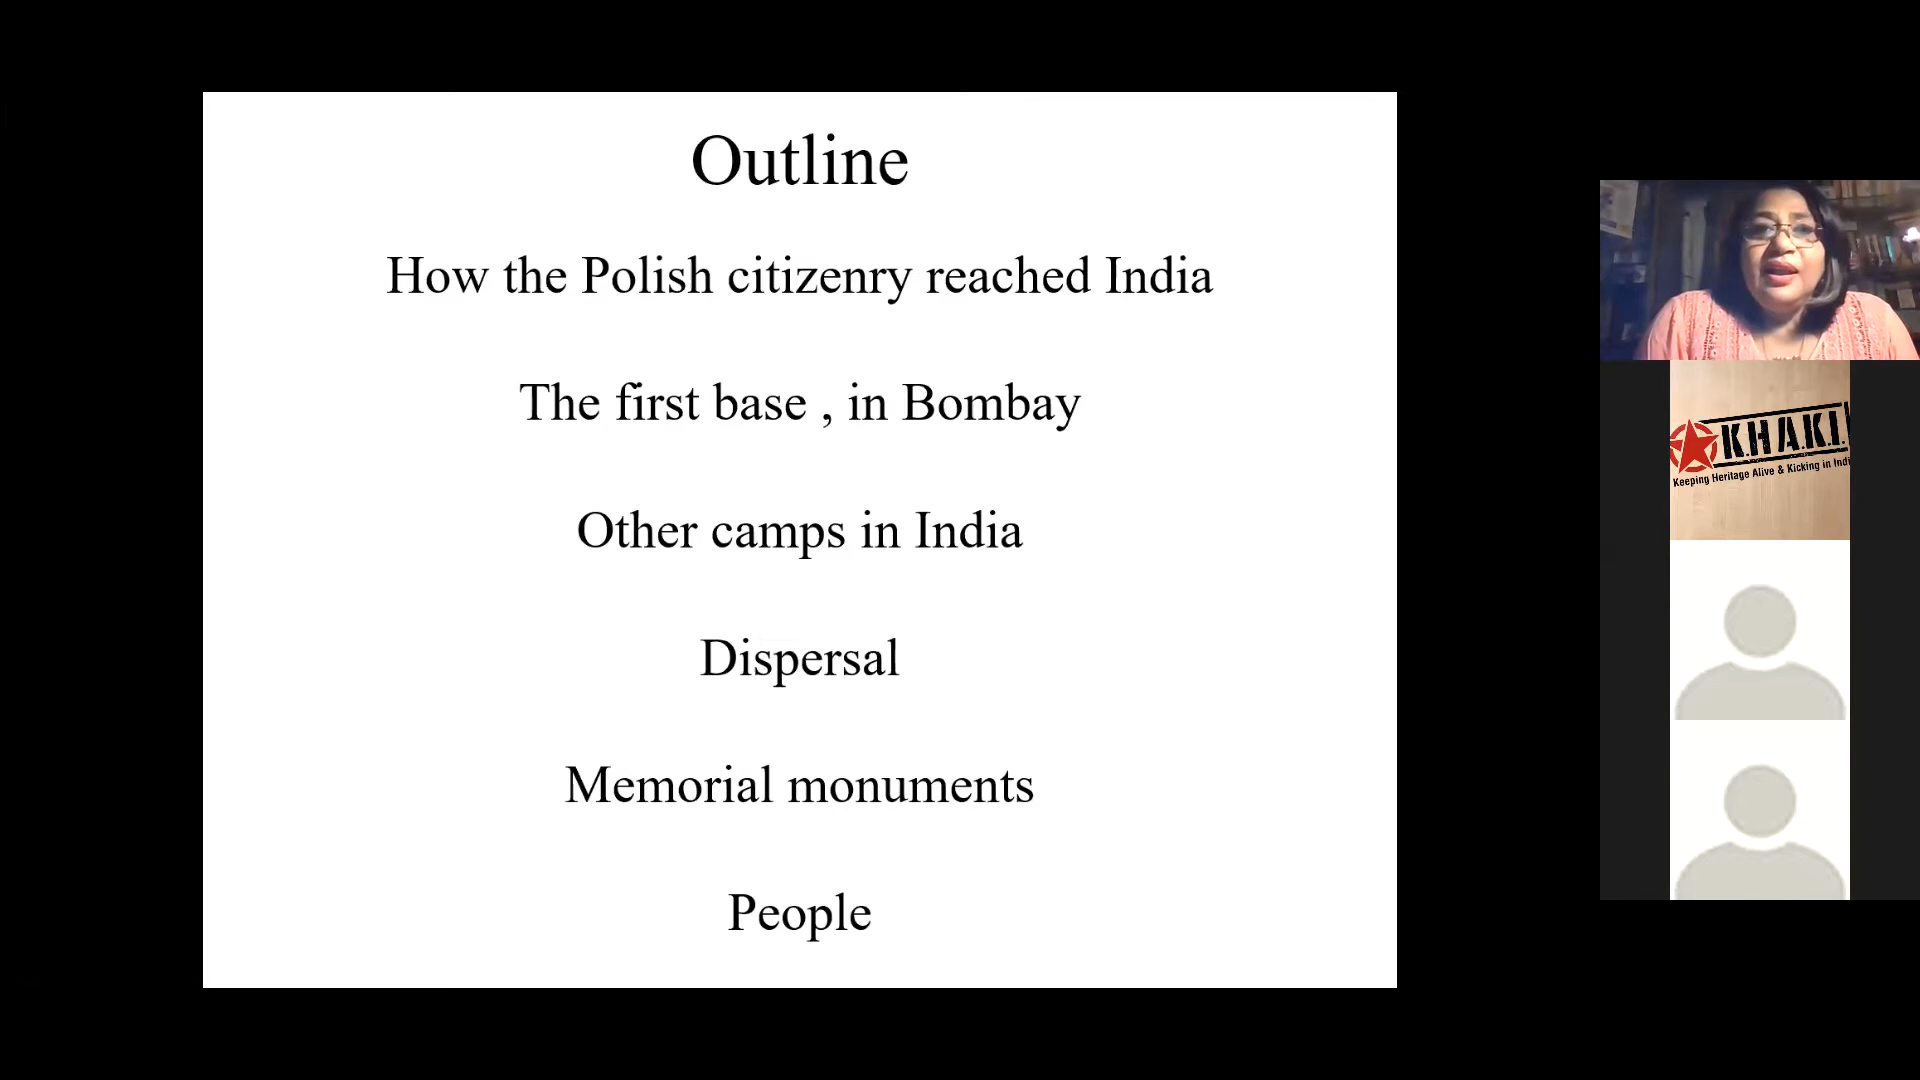 Outline
How the Polish citizenry reached India
The first base , in Bombay
Other camps in India
Dispersal
Memorial monuments
People
K.H.A.K.I.
Keeping Heritage Alive & Kicking in Indi